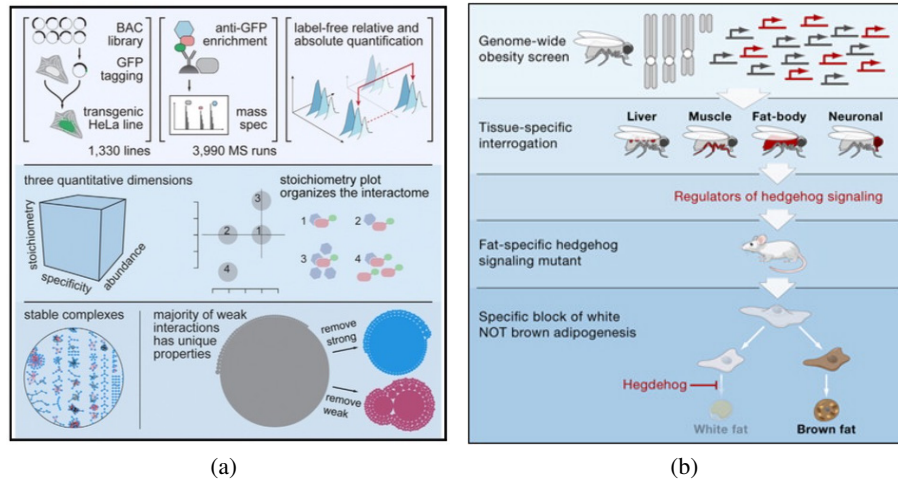 BAC
library
GFP
tagging
transgenic
HeLa line
1,330 lines
anti-GFP
enrichment
mass
spec
3,990 MS runs
label-free relative and
absolute quantification
three quantitative dimensions
stoichiometry
specificity
abundance
3
2
1
4
stoichiometry plot
organizes the interactome
1
2
3
4
stable complexes
majority of weak
interactions
has unique
properties
remove
strong
remove
weak
(a)
Genome-wide
obesity screen
Tissue-specific
interrogation
Liver
Muscle
Fat-body
Neuronal
Regulators of hedgehog signaling
Fat-specific hedgehog
signaling mutant
Specific block of white
NOT brown adipogenesis
Hegdehog
White fat
Brown fat
(b)